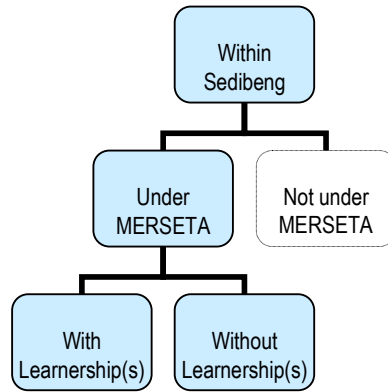 Within
Sedibeng
Under
MERSETA
Not under
MERSETA
With
Learnership(s)
Without
Learnership(s)